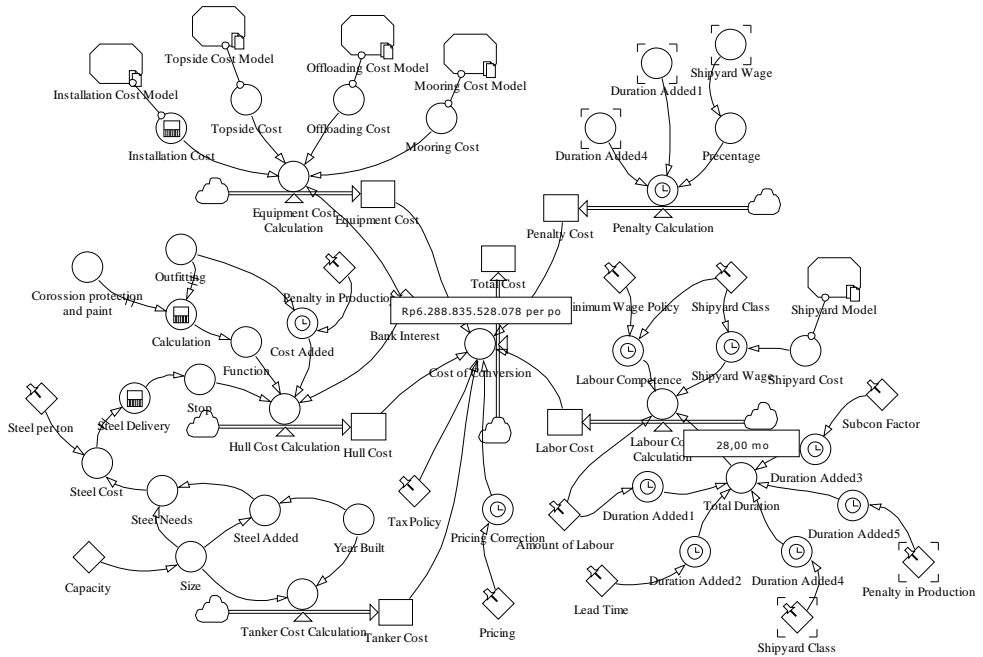 Topside Cost Model
Offloading Cost Model
Mooring Cost Model
Installation Cost Model
Shipyard Wage
Duration Added1
Topside Cost
Offloading Cost
Mooring Cost
Installation Cost
Duration Added4
Precentage
Equipment Cost
Calculation
Equipment Cost
Penalty Cost
Penalty Calculation
Outfitting
Corossion protection
and paint
Penalty in Productio
Total Cost
inimum Wage Policy
Shipyard Class
Shipyard Model
Rp6.288.835.528.078 per po
Bank Interest
Calculation
Cost Added
Function
Cost of Conversion
Labour Competence
Shipyard Wage
Shipyard Cost
Steel per ton
Steel Delivery
Stop
Hull Cost Calculation
Hull Cost
Labor Cost
Labour Co
Calculation
28,00 mo
Subcon Factor
Steel Cost
Duration Added3
Steel Needs
Steel Added
Year Built
Tax Policy
Pricing Correction
Amount of Labour
Duration Added1
Total Duration
Duration Added5
Capacity
Size
Duration Added2
Duration Added4
Penalty in Production
Lead Time
Tanker Cost Calculation
Tanker Cost
Pricing
Shipyard Class